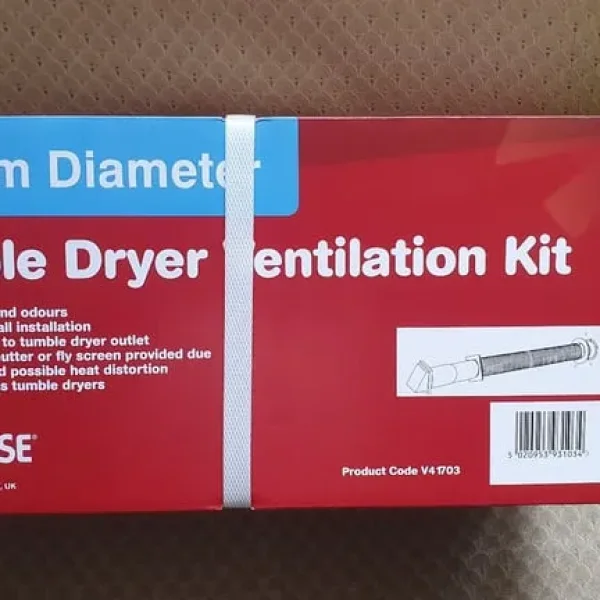 m Diameter
le Dryer Ventilation Kit
nd odours
all installation
to tumble dryer outlet
utter or fly screen provided due
d possible heat distortion
s tumble dryers
SE®
, UK
Product Code V41703
5 020953 931034